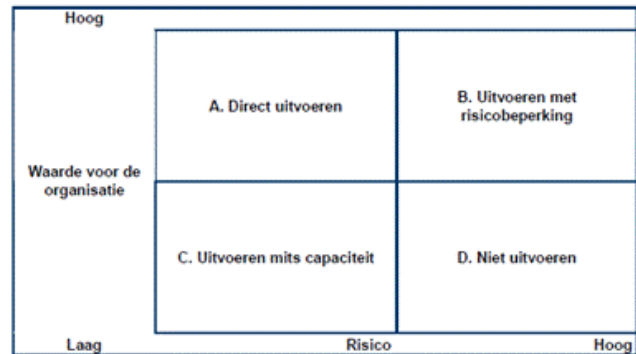 Hoog
A. Direct uitvoeren
B. Uitvoeren met
risicobeperking
Waarde voor de
organisatie
C. Uitvoeren mits capaciteit
D. Niet uitvoeren
Laag
Risico
Hoog